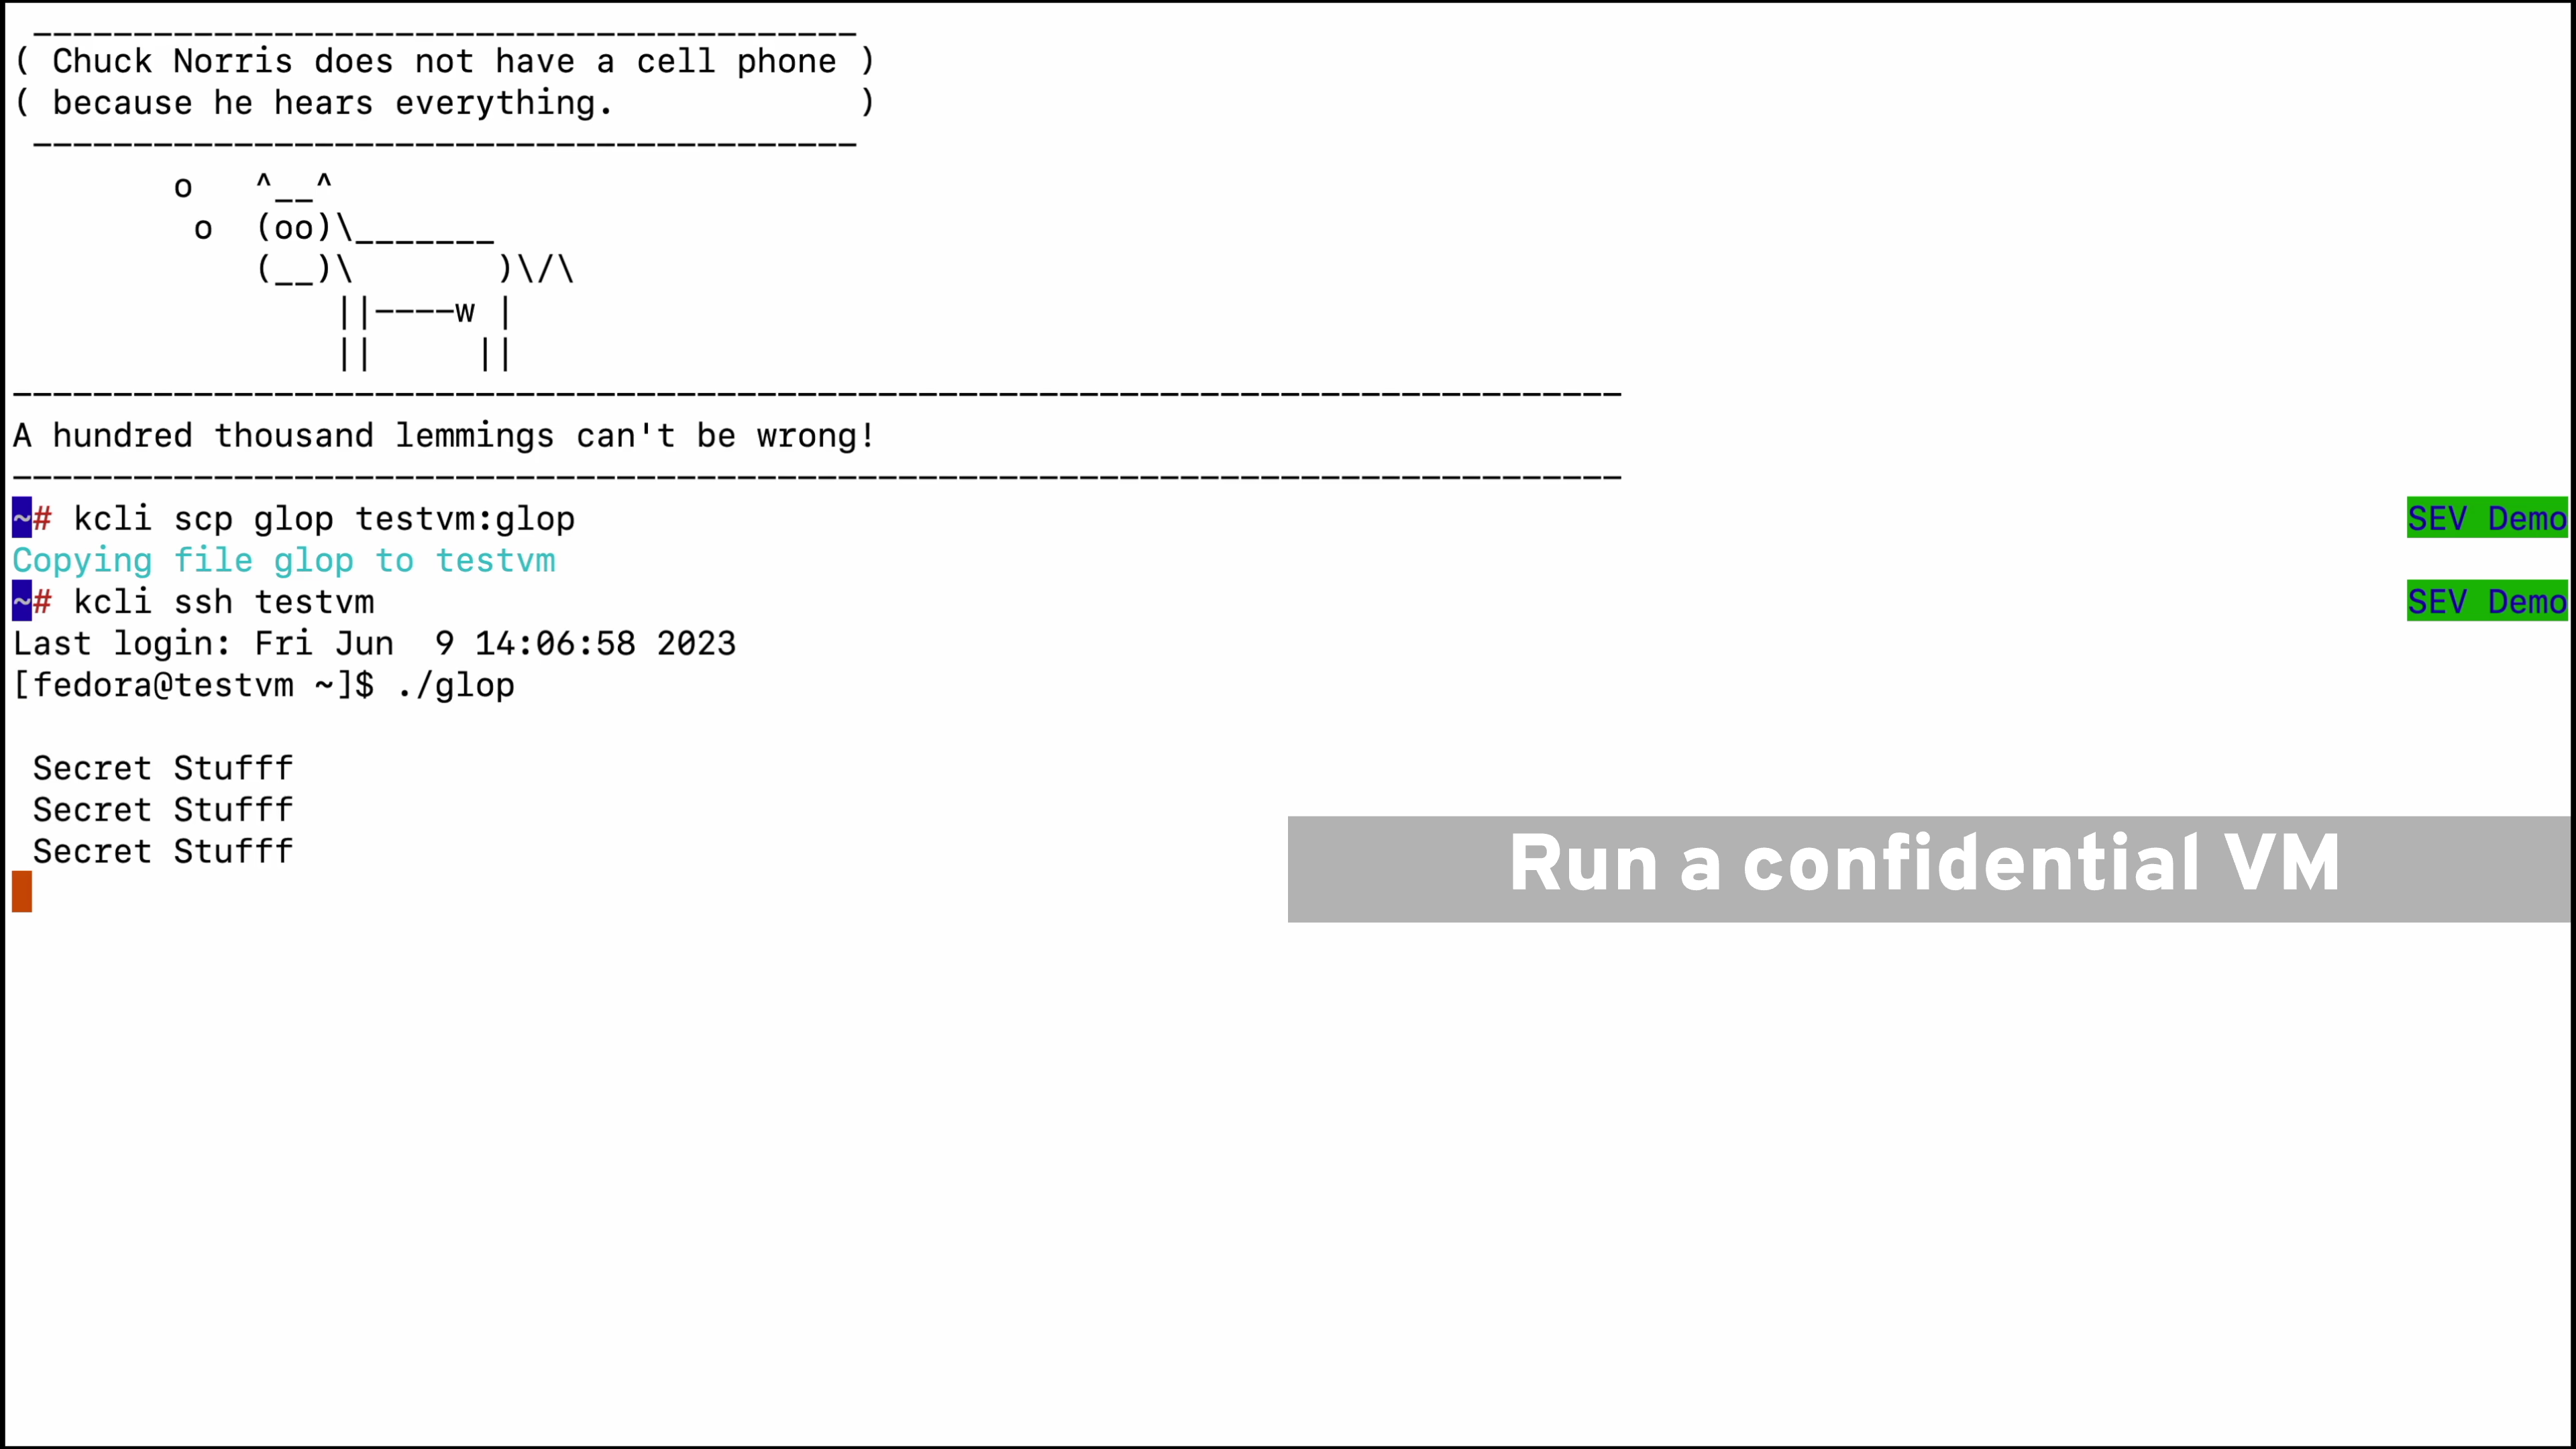 _________________________________________
( Chuck Norris does not have a cell phone )
( because he hears everything.            )
 -----------------------------------------
        o   ^__^
         o  (oo)\_______
            (__)\       )\/\
                ||----w |
                ||     ||
--------------------------------------------------------------------------------
A hundred thousand lemmings can't be wrong!
--------------------------------------------------------------------------------
~# kcli scp glop testvm:glop SEV Demo
Copying file glop to testvm
~# kcli ssh testvm SEV Demo
Last login: Fri Jun  9 14:06:58 2023
[fedora@testvm ~]$ ./glop
Secret Stufff
Secret Stufff
Secret Stufff
Run a confidential VM